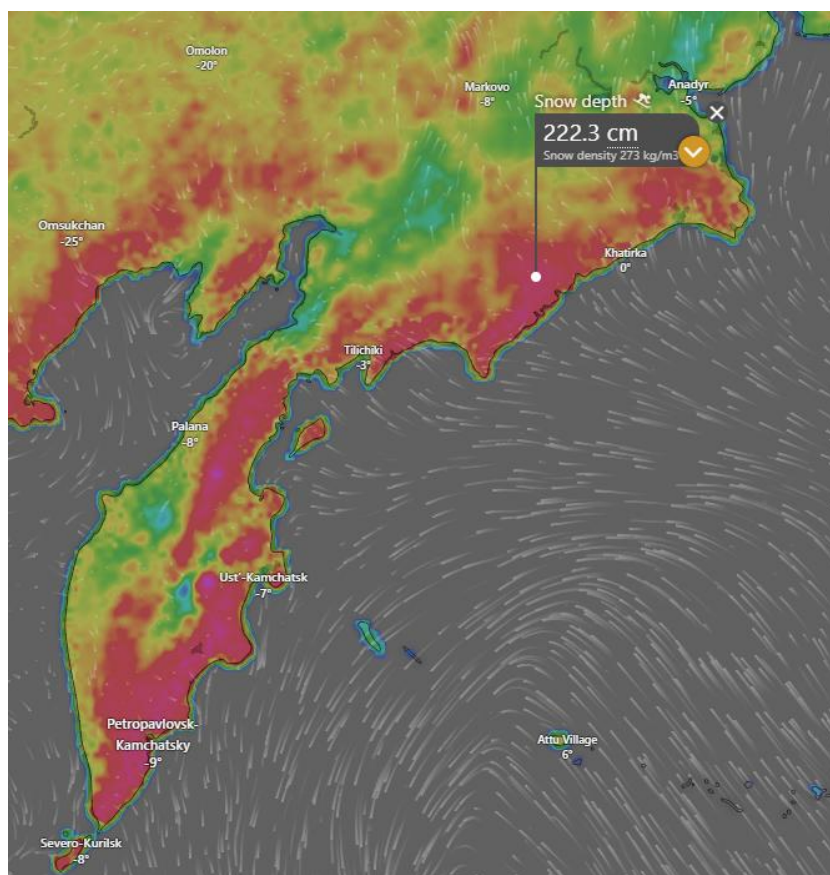 Omolon
-20°
Markovo
-8°
Anadyr
-5°
Snow depth
222.3 cm
Snow density 273 kg/m3
Omsukchan
-25°
Khatirka
0°
Tilichiki
-3°
Palana
-8°
Ust'-Kamchatsk
-7°
Petropavlovsk-
Kamchatsky
-9°
Attu Village
6°
Severo-Kurilsk
-8°